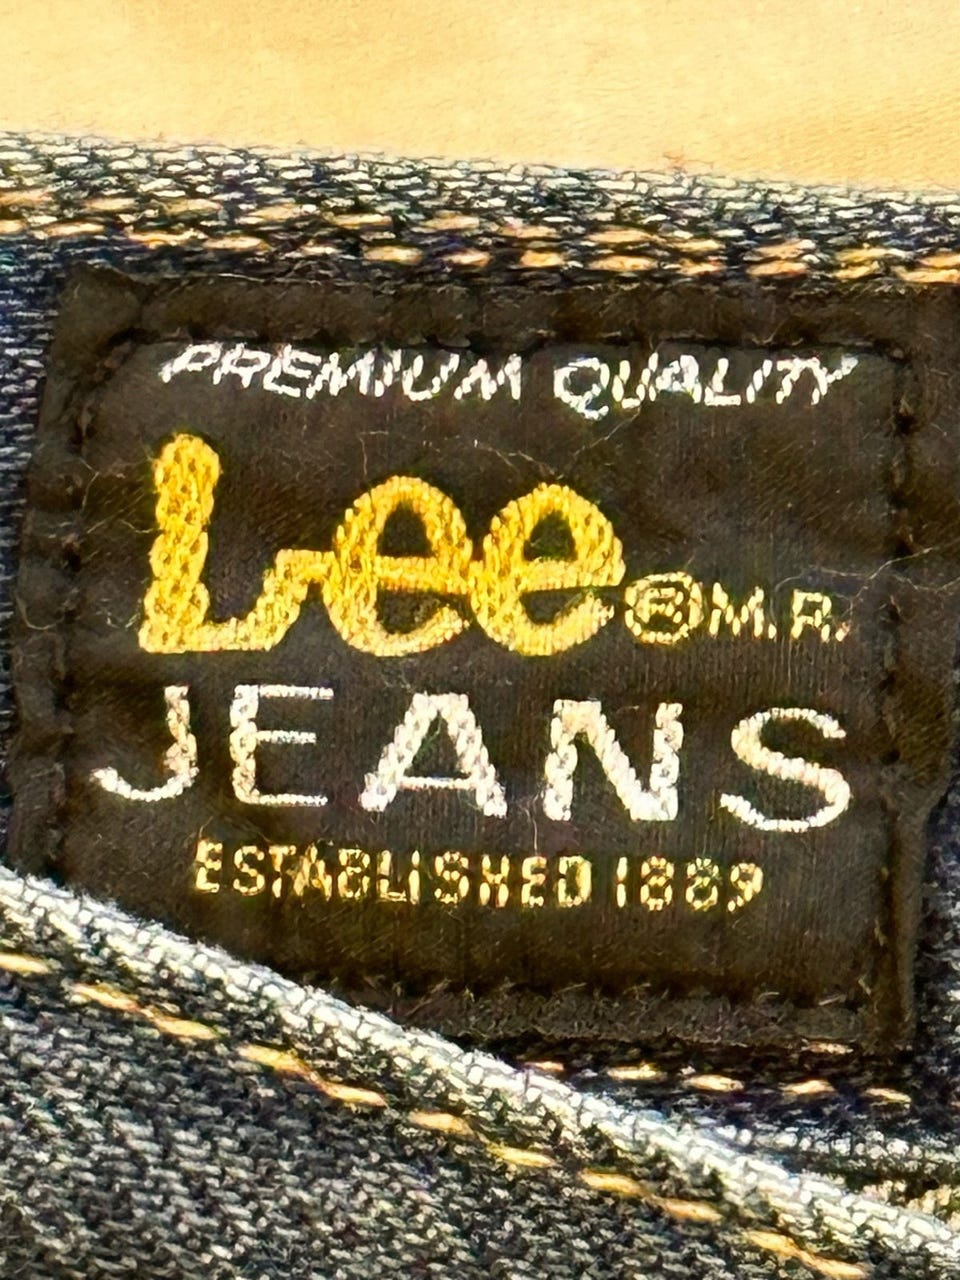 PREMIUM QUALITY
Lee ® M.R.
JEANS
ESTABLISHED 1889